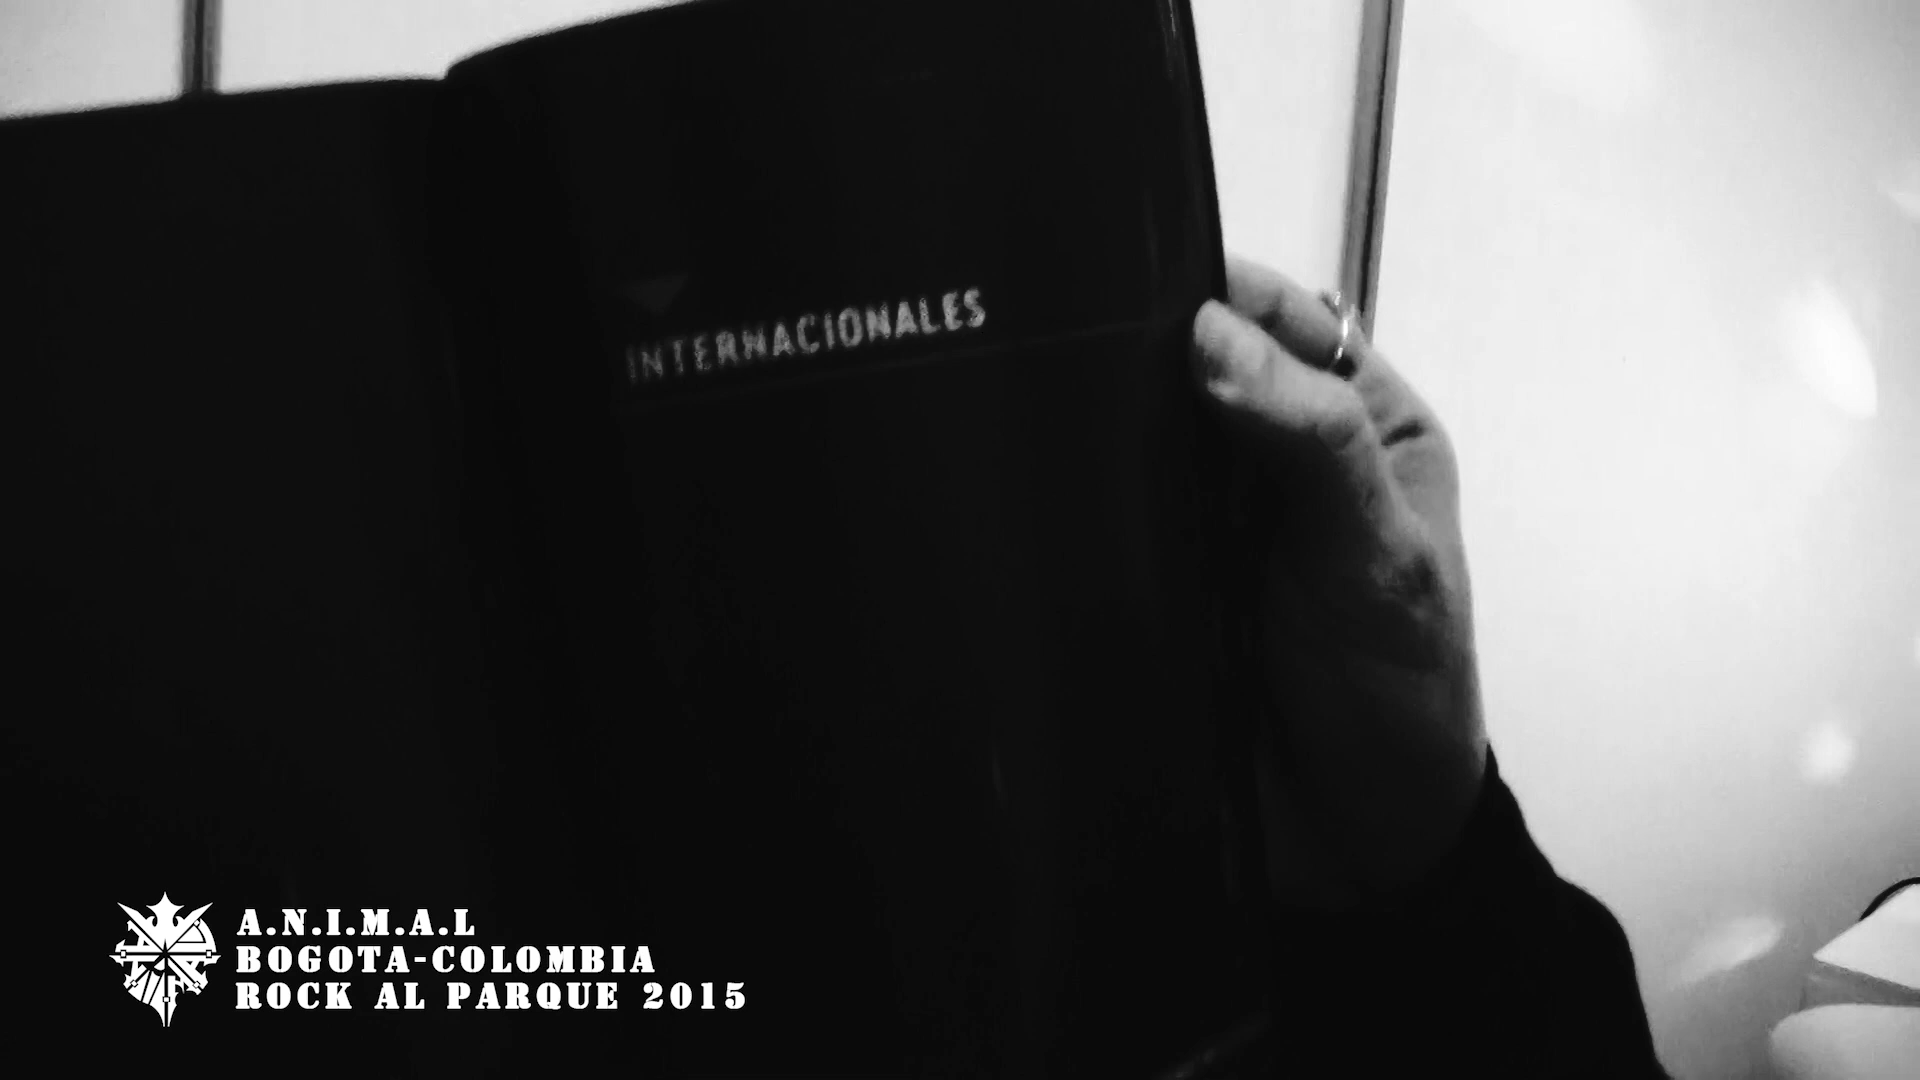 INTERNACIONALES
A.N.I.M.A.L
BOGOTA-COLOMBIA
ROCK AL PARQUE 2015